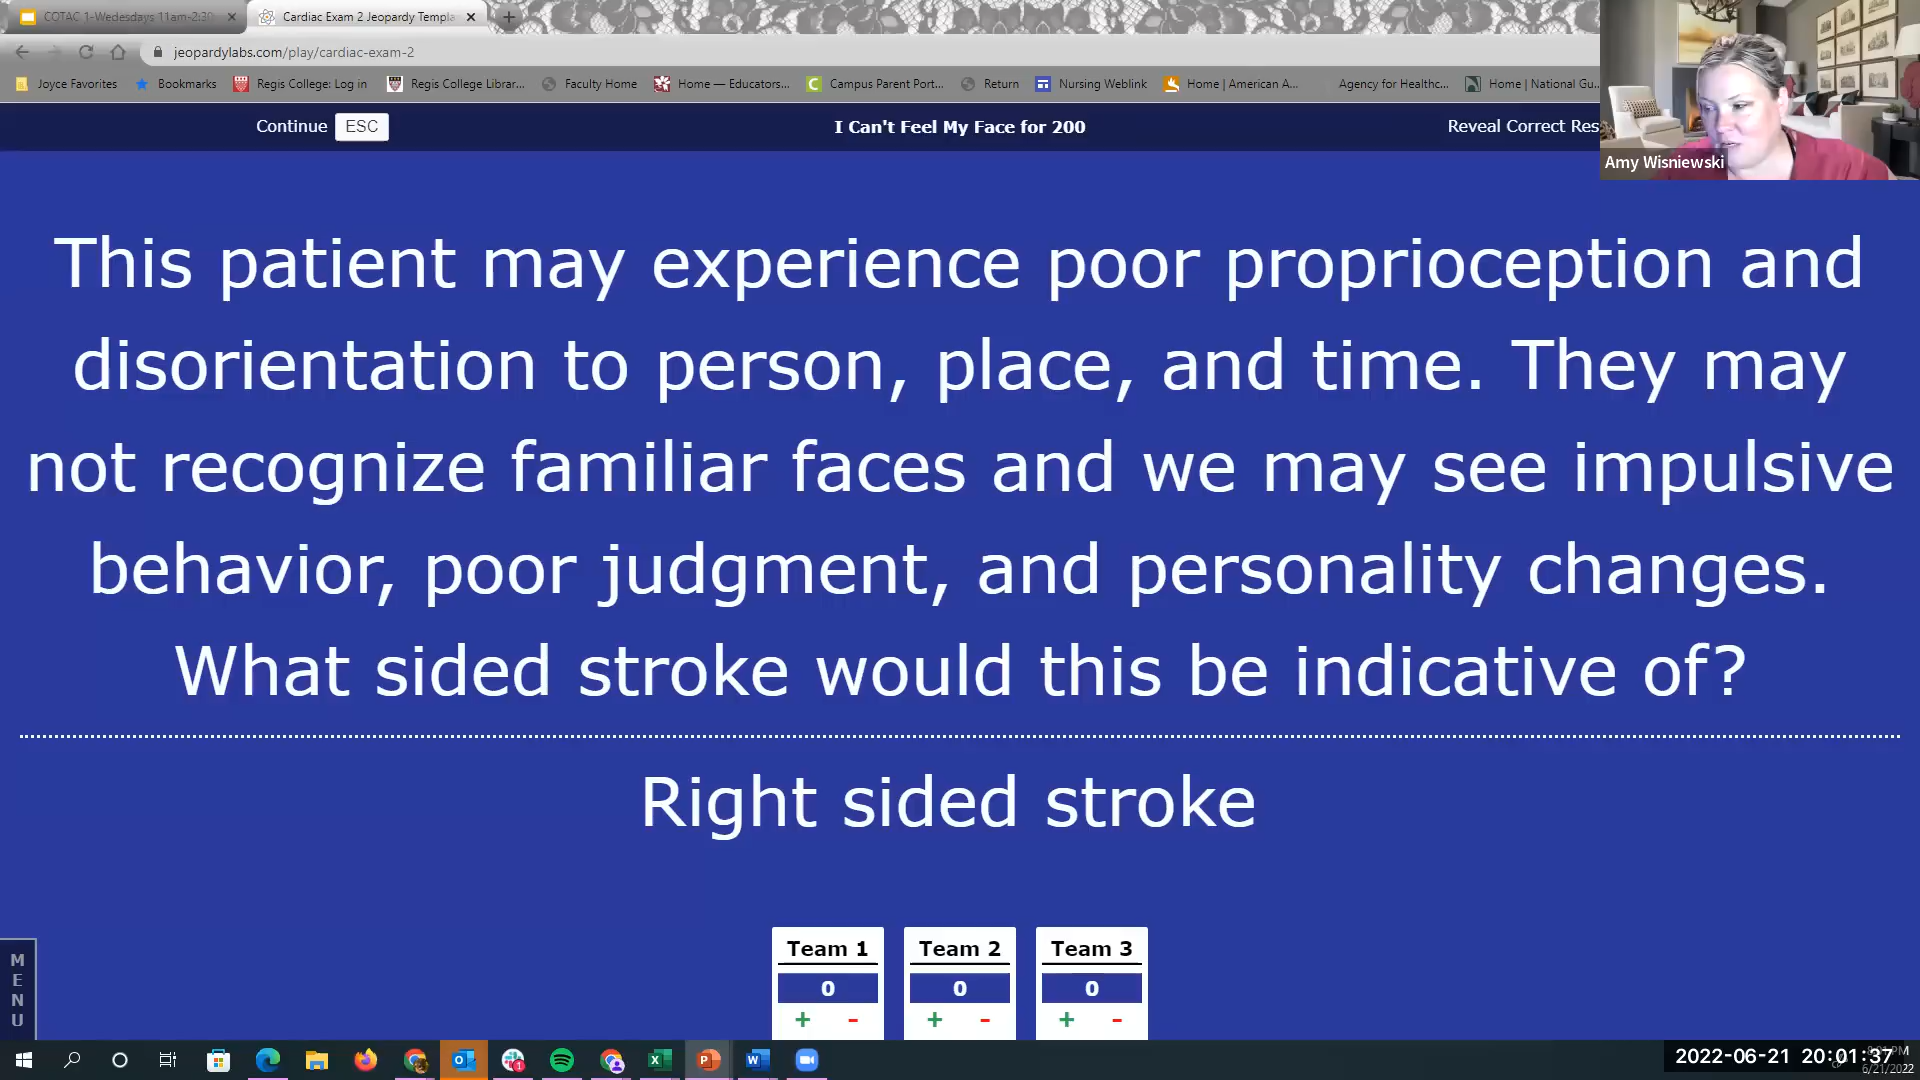 COTAC 1-Wedesdays 11am-2:30
Cardiac Exam 2 Jeopardy Templa
jeopardylabs.com/play/cardiac-exam-2
Joyce Favorites Bookmarks Regis College: Log in Regis College Librar... Faculty Home Home — Educators... Campus Parent Port... Return Nursing Weblink Home | American A... Agency for Healthc... Home | National Gu...
Continue ESC I Can't Feel My Face for 200 Reveal Correct Res
Amy Wisniewski
This patient may experience poor proprioception and
disorientation to person, place, and time. They may
not recognize familiar faces and we may see impulsive
behavior, poor judgment, and personality changes.
What sided stroke would this be indicative of?
Right sided stroke
MENU
Team 1 Team 2 Team 3
0 0 0
+ - + - + -
2022-06-21 20:01:37
6/21/2022